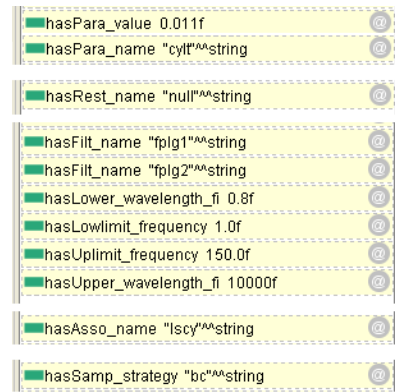 hasPara_value 0.011f
hasPara_name "cylt"^^string
hasRest_name "null"^^string
hasFilt_name "fplg1"^^string
hasFilt_name "fplg2"^^string
hasLower_wavelength_fi 0.8f
hasLowlimit_frequency 1.0f
hasUplimit_frequency 150.0f
hasUpper_wavelength_fi 10000f
hasAsso_name "lscy"^^string
hasSamp_strategy "bc"^^string